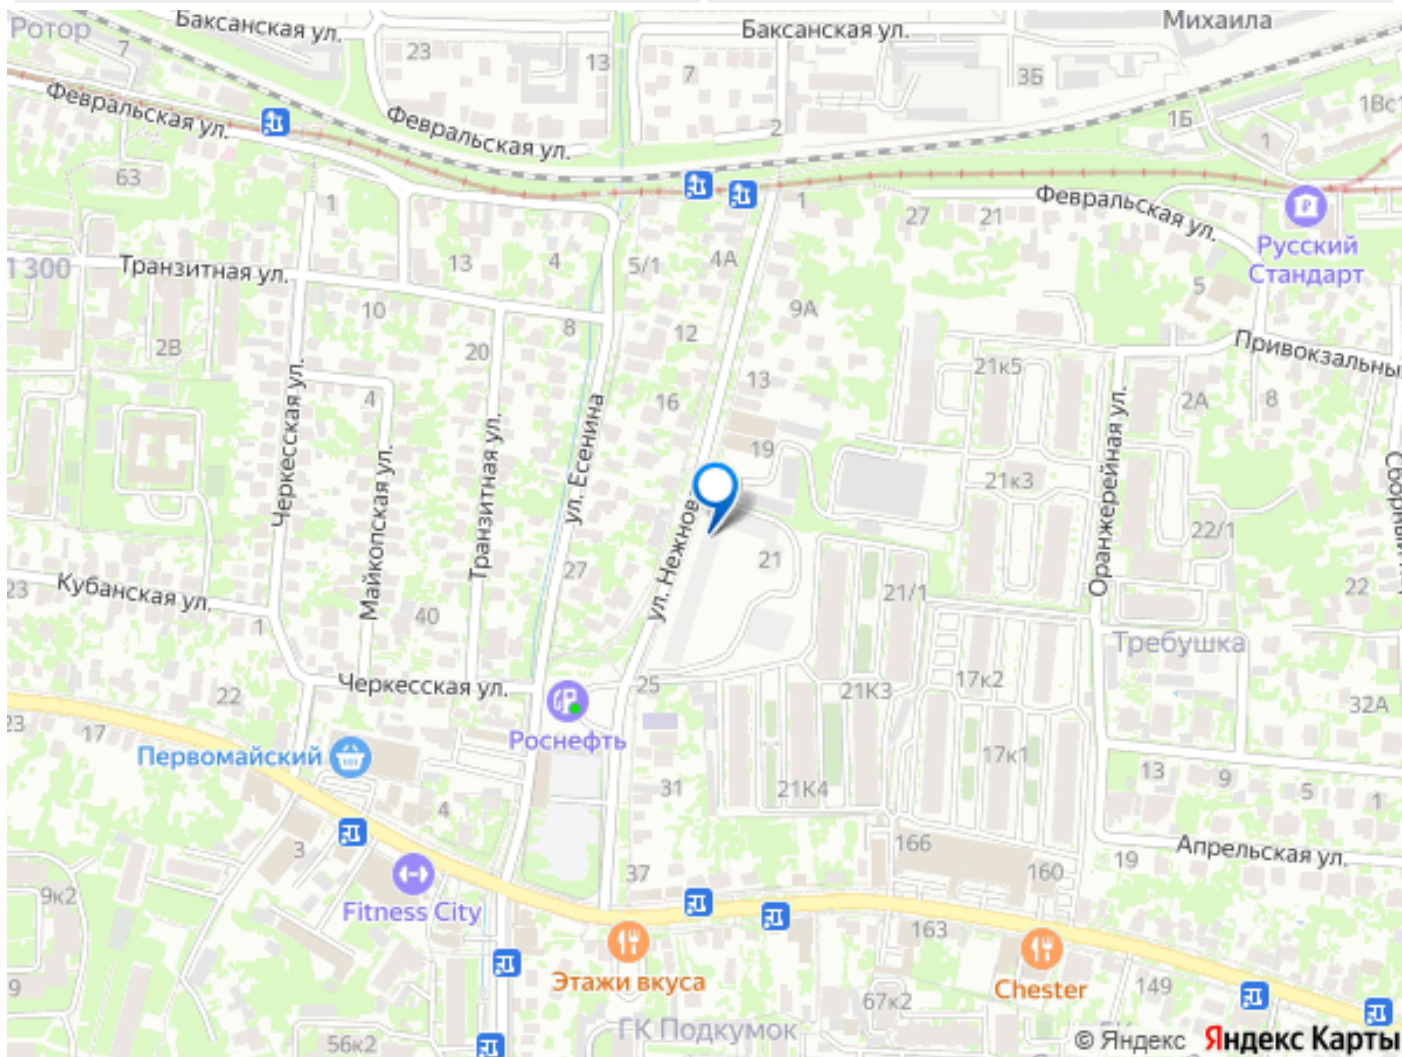 Баксанская ул.
Баксанская ул.
Михаила
Ротор
7
23
13
7
3Б
Февральская ул.
Февральская ул.
2
1Б
1
1Вс1
63
1
1
27
21
Февральская ул.
Русский
Стандарт
1 300
Транзитная ул.
13
4
5/1
4А
5
10
8
12
9А
2В
20
21к5
Привокзальный
4
16
13
2А
8
Черкесская ул.
Майкопская ул.
Транзитная ул.
ул. Есенина
19
21к3
Оранжерейная ул.
22/1
ул. Нежнов
27
21
21/1
22
23
Кубанская ул.
1
40
Требушка
Черкесская ул.
22
25
21К3
17к2
32А
23
17
Роснефть
Первомайский
31
21К4
17к1
13
9
5
1
4
3
166
160
19
Апрельская ул.
37
9к2
Fitness City
163
Этажи вкуса
Chester
149
9
67к2
56к2
ГК Подкумок
© Яндекс Яндекс Карты